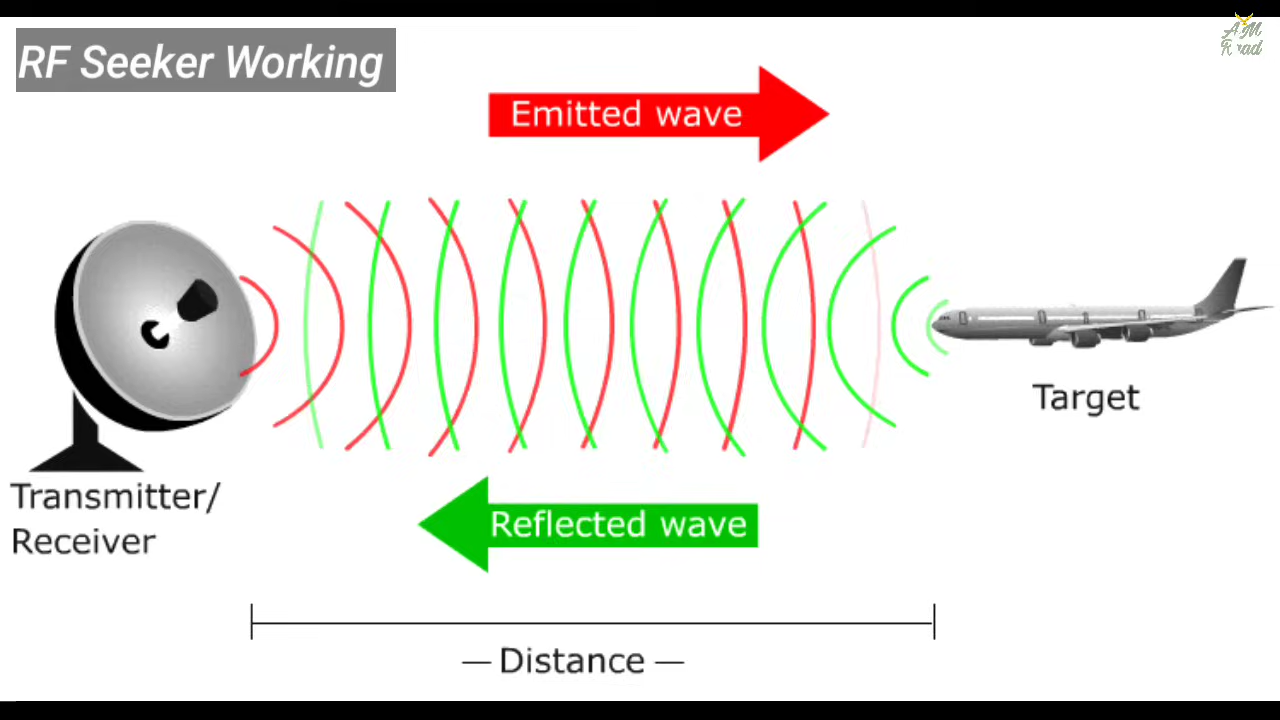 RF Seeker Working
Emitted wave
Target
Transmitter/
Receiver
Reflected wave
Distance